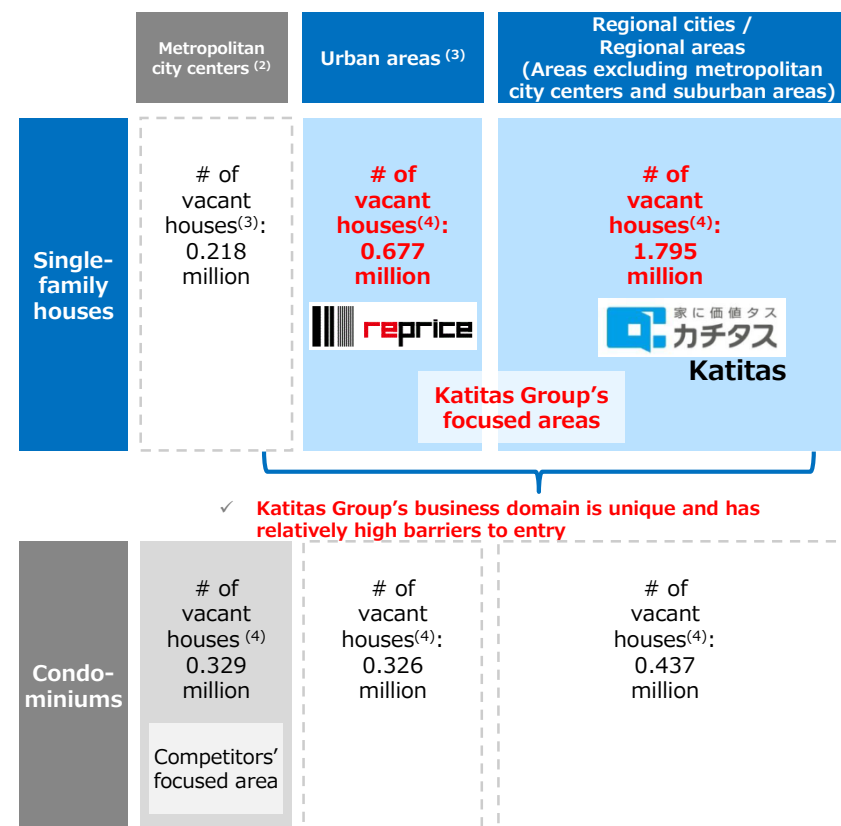 Metropolitan
city centers (2)
Urban areas (3)
Regional cities /
Regional areas
(Areas excluding metropolitan
city centers and suburban areas)
Single-
family
houses
# of
vacant
houses(3):
0.218
million
# of
vacant
houses(4):
0.677
million
reprice
# of
vacant
houses(4):
1.795
million
家に価値タス
カチタス
Katitas
Katitas Group's
focused areas
✓ Katitas Group's business domain is unique and has
relatively high barriers to entry
Condo-
miniums
# of
vacant
houses (4)
0.329
million
Competitors'
focused area
# of
vacant
houses(4):
0.326
million
# of
vacant
houses(4):
0.437
million